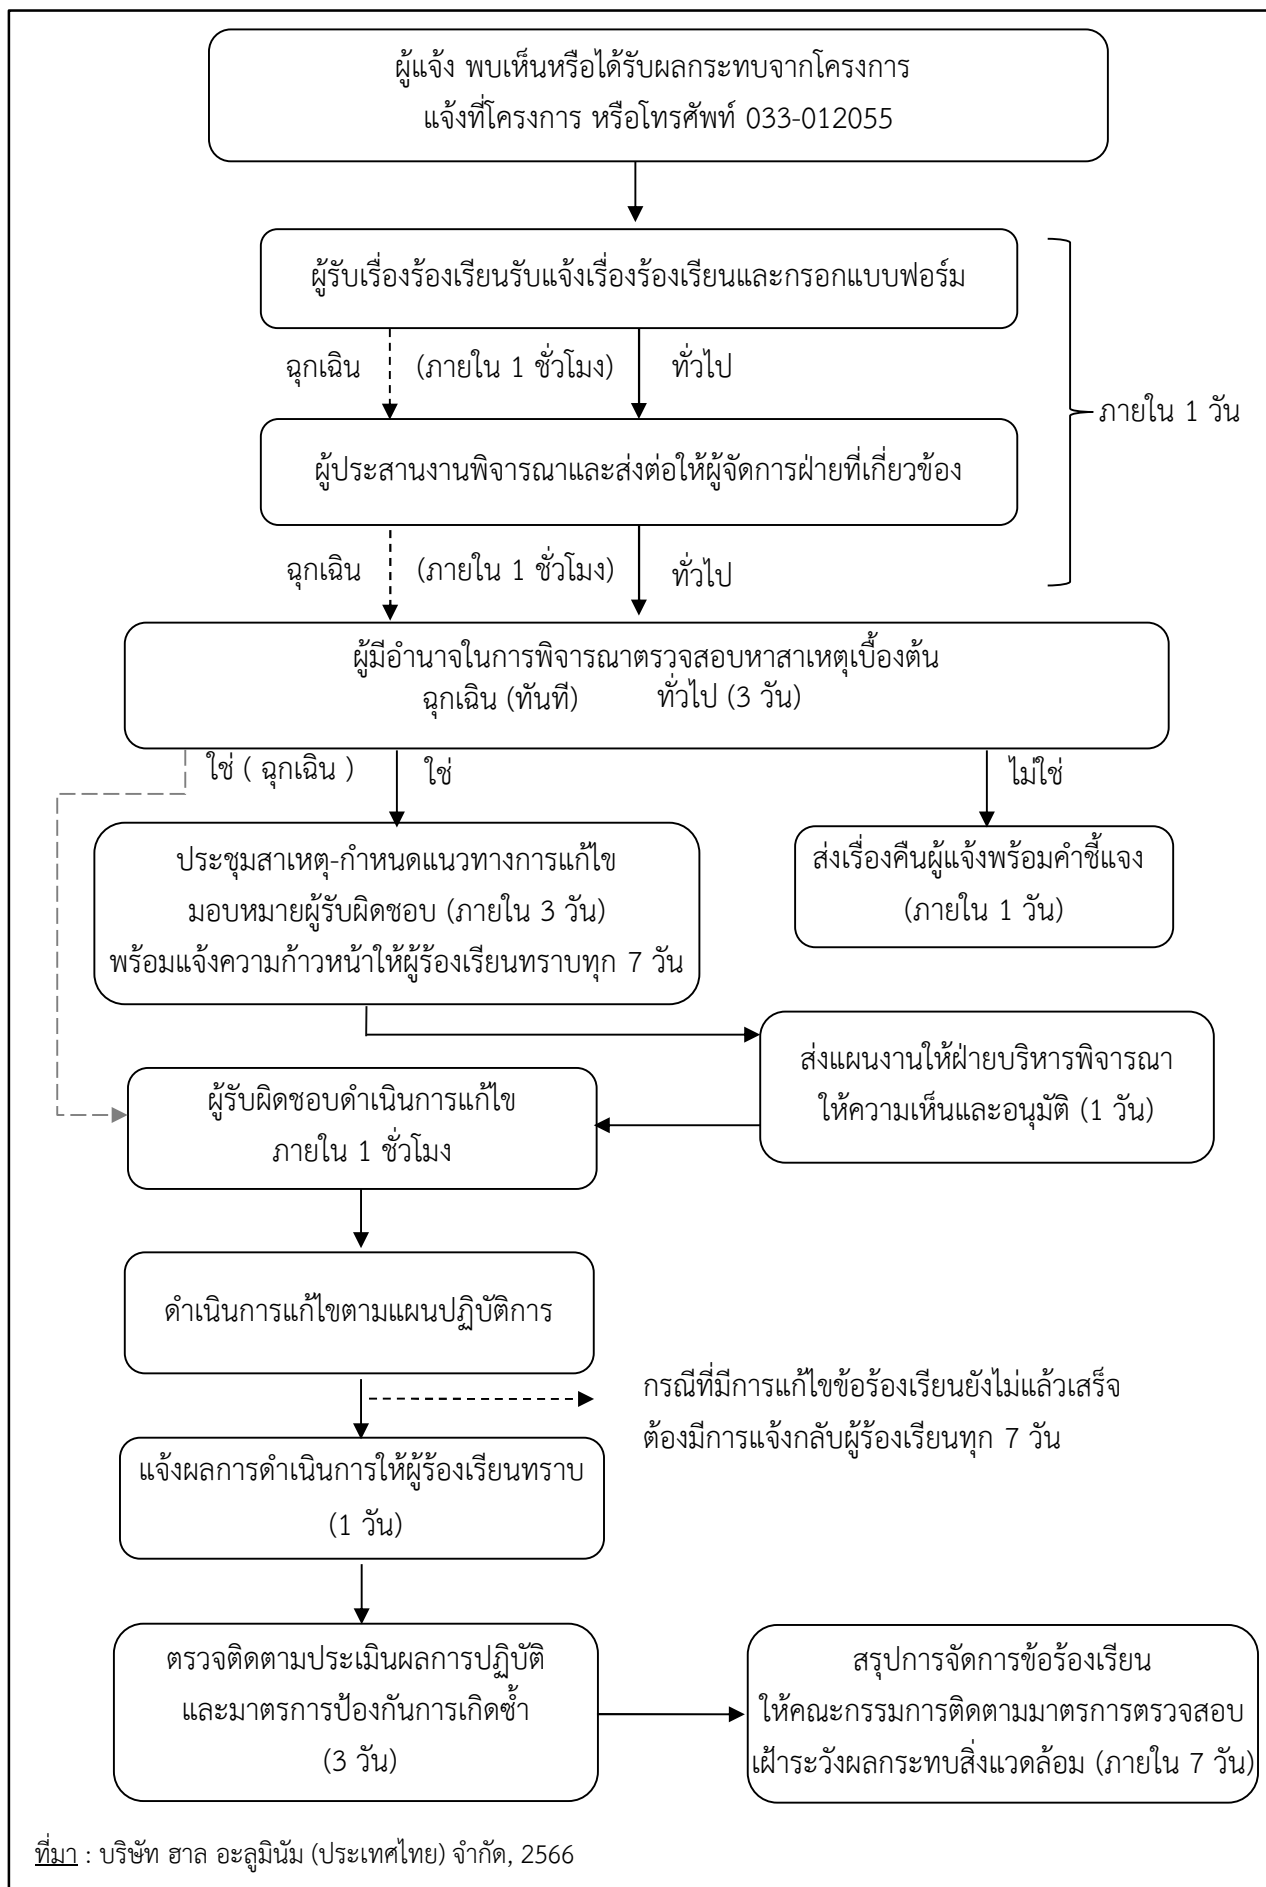 ผู้แจ้ง พบเห็นหรือได้รับผลกระทบจากโครงการ
แจ้งที่โครงการ หรือโทรศัพท์ 033-012055
ผู้รับเรื่องร้องเรียนรับแจ้งเรื่องร้องเรียนและกรอกแบบฟอร์ม
ฉุกเฉิน (ภายใน 1 ชั่วโมง) ทั่วไป
ภายใน 1 วัน
ผู้ประสานงานพิจารณาและส่งต่อให้ผู้จัดการฝ่ายที่เกี่ยวข้อง
ฉุกเฉิน (ภายใน 1 ชั่วโมง) ทั่วไป
ผู้มีอำนาจในการพิจารณาตรวจสอบหาสาเหตุเบื้องต้น
ฉุกเฉิน (ทันที) ทั่วไป (3 วัน)
ใช่ ( ฉุกเฉิน ) ใช่ ไม่ใช่
ประชุมสาเหตุ-กำหนดแนวทางการแก้ไข
มอบหมายผู้รับผิดชอบ (ภายใน 3 วัน)
พร้อมแจ้งความก้าวหน้าให้ผู้ร้องเรียนทราบทุก 7 วัน
ส่งเรื่องคืนผู้แจ้งพร้อมคำชี้แจง
(ภายใน 1 วัน)
ส่งแผนงานให้ฝ่ายบริหารพิจารณา
ให้ความเห็นและอนุมัติ (1 วัน)
ผู้รับผิดชอบดำเนินการแก้ไข
ภายใน 1 ชั่วโมง
ดำเนินการแก้ไขตามแผนปฏิบัติการ
กรณีที่มีการแก้ไขข้อร้องเรียนยังไม่แล้วเสร็จ
ต้องมีการแจ้งกลับผู้ร้องเรียนทุก 7 วัน
แจ้งผลการดำเนินการให้ผู้ร้องเรียนทราบ
(1 วัน)
ตรวจติดตามประเมินผลการปฏิบัติ
และมาตรการป้องกันการเกิดซ้ำ
(3 วัน)
สรุปการจัดการข้อร้องเรียน
ให้คณะกรรมการติดตามมาตรการตรวจสอบ
เฝ้าระวังผลกระทบสิ่งแวดล้อม (ภายใน 7 วัน)
ที่มา : บริษัท ฮาล อะลูมินัม (ประเทศไทย) จำกัด, 2566